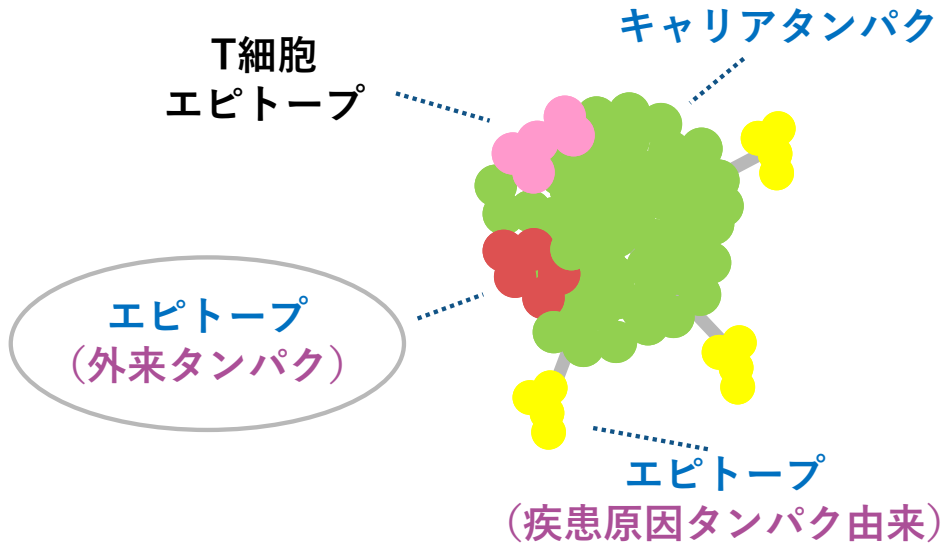 キャリアタンパク
T細胞
エピトープ
エピトープ
（外来タンパク）
エピトープ
（疾患原因タンパク由来）